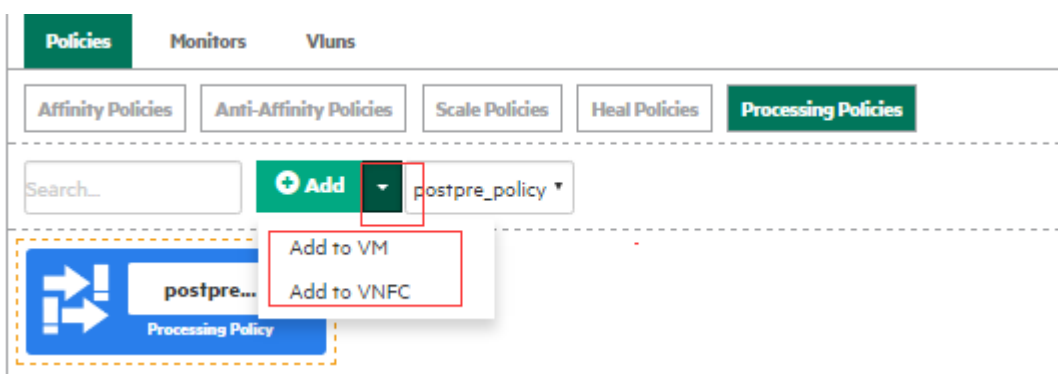 Policies Monitors Vluns
Affinity Policies Anti-Affinity Policies Scale Policies Heal Policies Processing Policies
Search... Add postpre_policy
Add to VM
postpre... Add to VNFC
Processing Policy